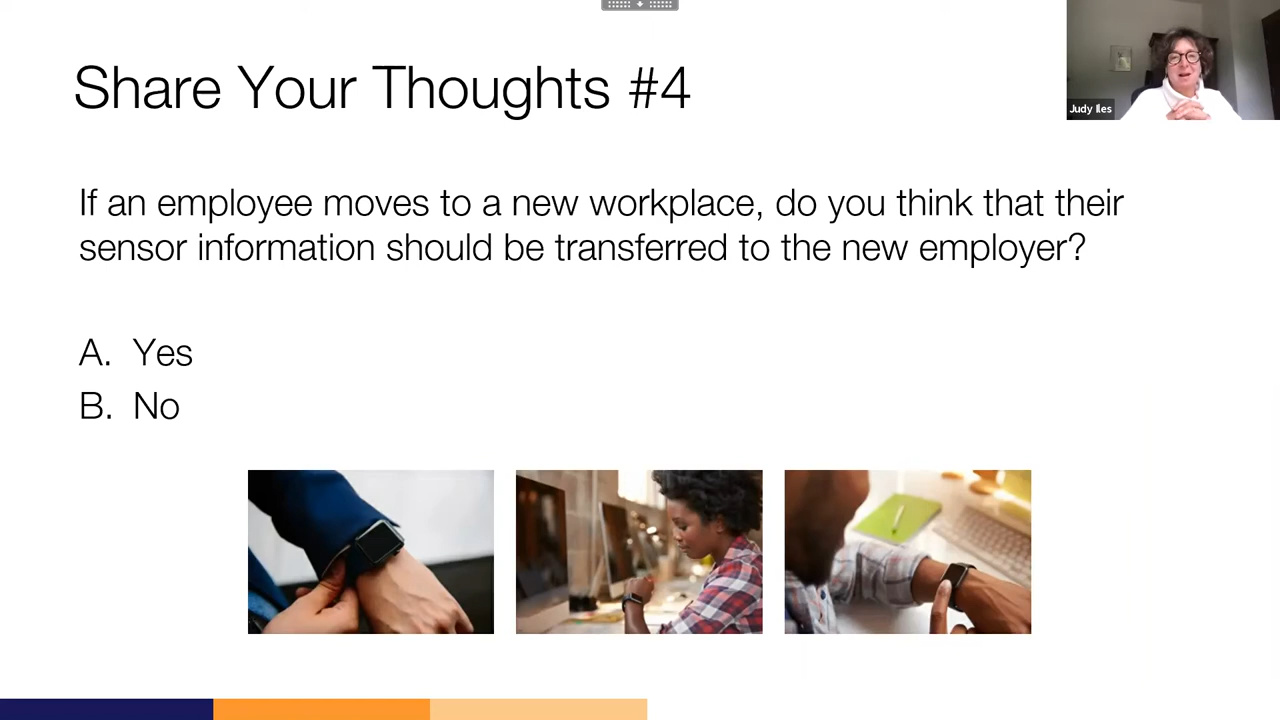 Share Your Thoughts #4
Judy Iles
If an employee moves to a new workplace, do you think that their
sensor information should be transferred to the new employer?
A. Yes
B. No